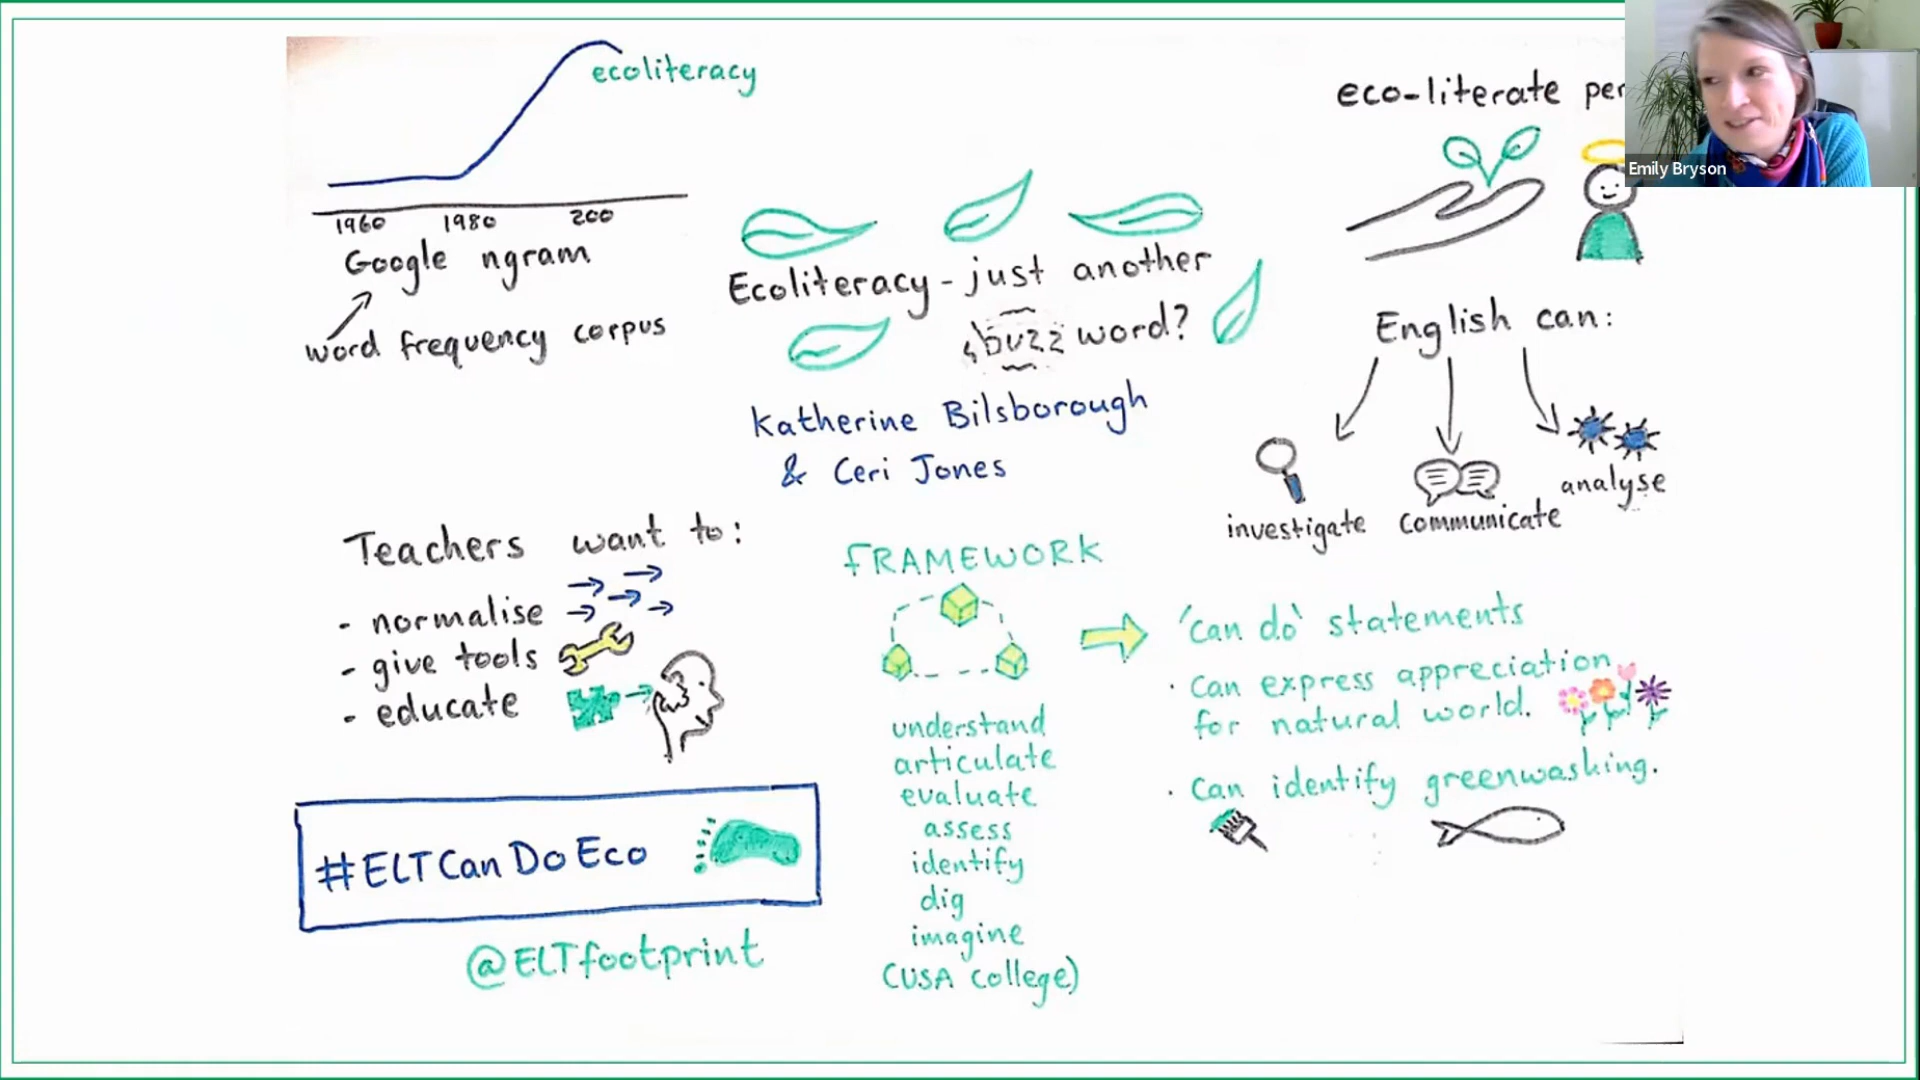 ecoliteracy
1960 1980 200
Google ngram
word frequency corpus
Ecoliteracy - just another
buzz word?
Katherine Bilsborough
& Ceri Jones
eco-literate per
Emily Bryson
English can:
investigate communicate analyse
Teachers want to:
- normalise
- give tools
- educate
#ELTCanDoEco
@ELTfootprint
FRAMEWORK
understand
articulate
evaluate
assess
identify
dig
imagine
(USA college)
'can do' statements
· can express appreciation
for natural world.
· can identify greenwashing.